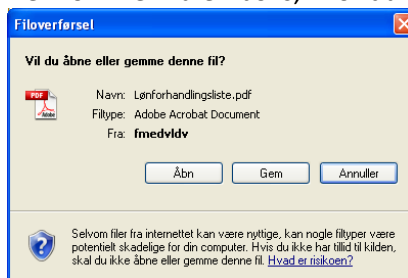 Filoverførsel
Vil du åbne eller gemme denne fil?
Navn: Lønforhandlingsliste.pdf
Filtype: Adobe Acrobat Document
Fra: fmedvldv
Åbn Gem Annuller
Selvom filer fra internettet kan være nyttige, kan nogle filtyper være
potentielt skadelige for din computer. Hvis du ikke har tillid til kilden,
skal du ikke åbne eller gemme denne fil. Hvad er risikoen?